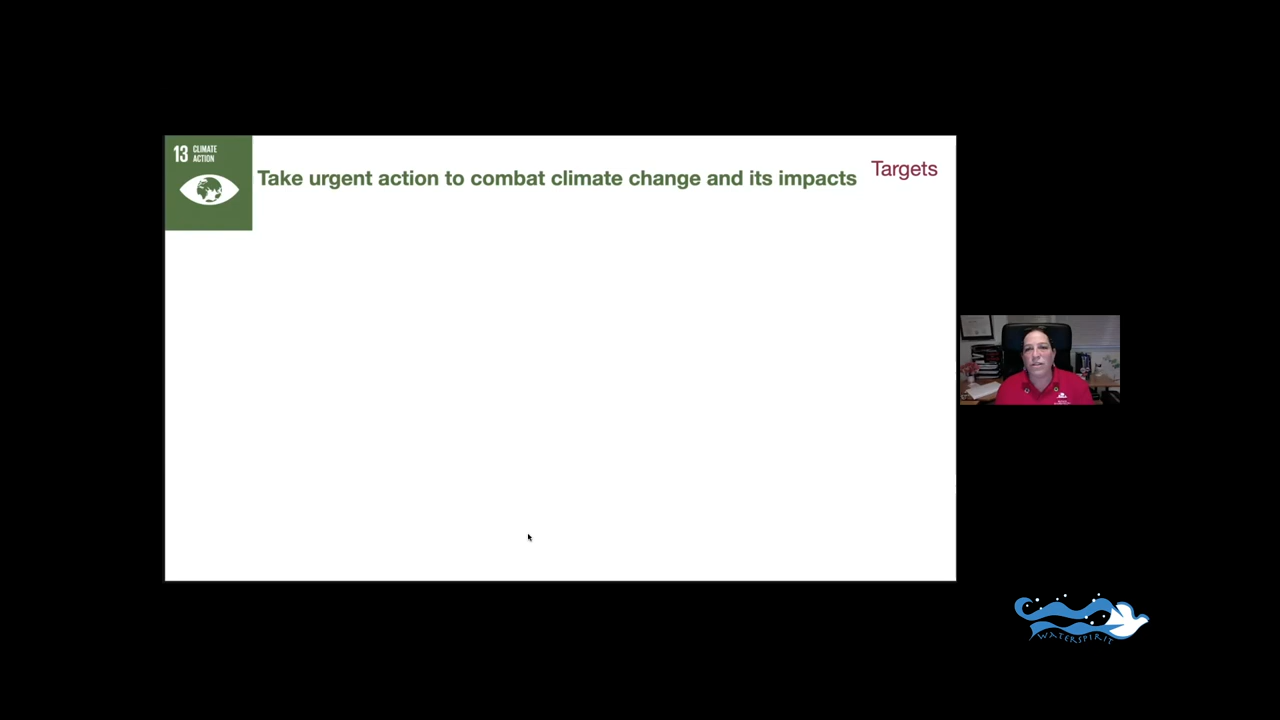 13 CLIMATE
ACTION
Take urgent action to combat climate change and its impacts
Targets
WATERSPIRIT